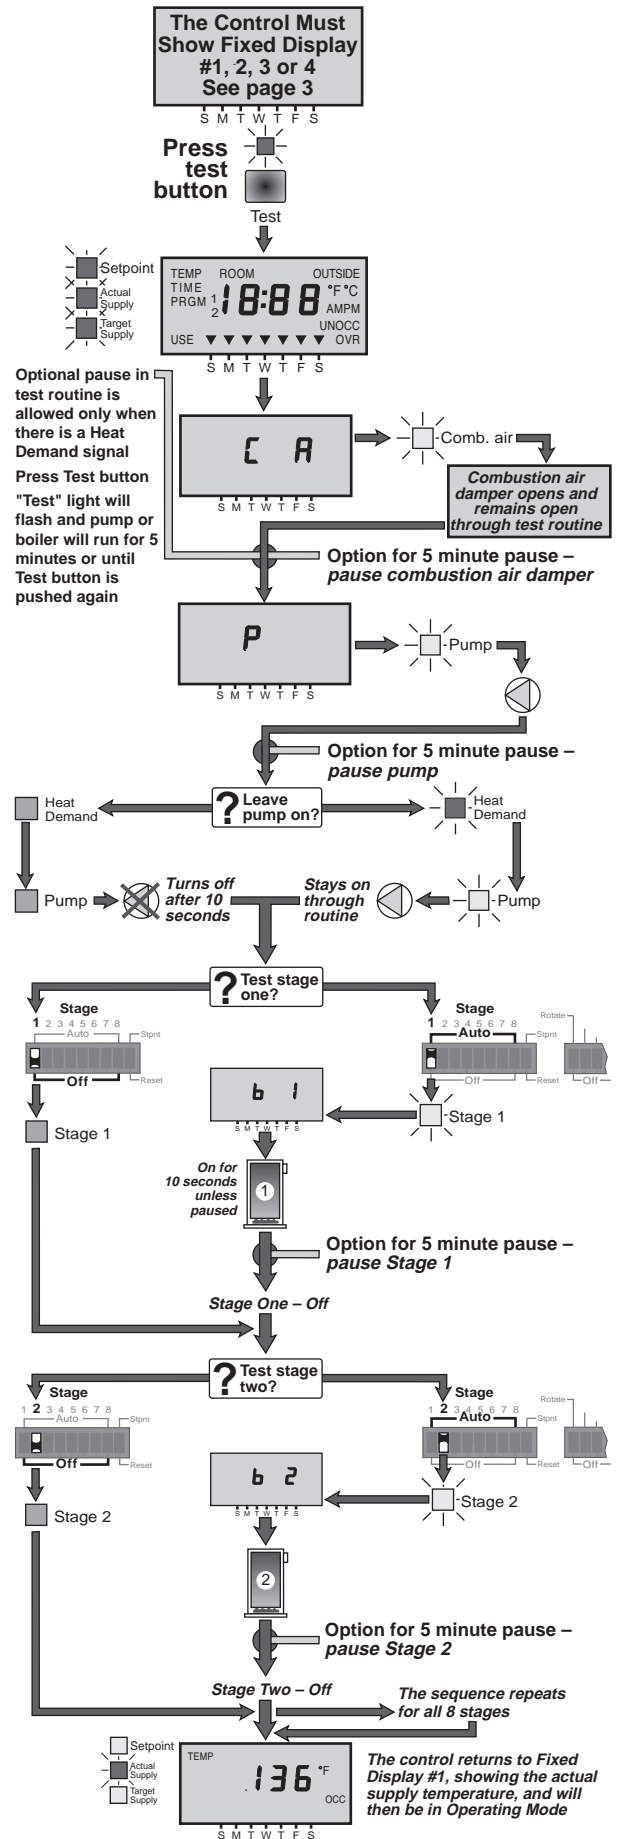 The Control Must
Show Fixed Display
#1, 2, 3 or 4
See page 3
S M T W T F S
Press
test
button
Test
Setpoint
Actual
Supply
Target
Supply
TEMP ROOM OUTSIDE
TIME
PRGM 1
2
18:88
°F °C
AMPM
UNOCC
USE OVR
S M T W T F S
Optional pause in
test routine is
allowed only when
there is a Heat
Demand signal
Press Test button
"Test" light will
flash and pump or
boiler will run for 5
minutes or until
Test button is
pushed again
C A
S M T W T F S
Comb. air
Combustion air
damper opens and
remains open
through test routine
Option for 5 minute pause –
pause combustion air damper
P
S M T W T F S
Pump
Option for 5 minute pause –
pause pump
? Leave
pump on?
Heat
Demand
Heat
Demand
Pump
Turns off
after 10
seconds
Stays on
through
routine
Pump
? Test stage
one?
Stage
1 2 3 4 5 6 7 8
Auto
Stpnt
Off
Reset
Stage 1
Stage
1 2 3 4 5 6 7 8
Auto
Stpnt
Rotate
Off
Reset
Off
b 1
S M T W T F S
Stage 1
On for
10 seconds
unless
paused
1
Option for 5 minute pause –
pause Stage 1
Stage One – Off
? Test stage
two?
Stage
1 2 3 4 5 6 7 8
Auto
Stpnt
Off
Reset
Stage 2
Stage
1 2 3 4 5 6 7 8
Auto
Stpnt
Rotate
Off
Reset
Off
b 2
S M T W T F S
Stage 2
2
Option for 5 minute pause –
pause Stage 2
Stage Two – Off
The sequence repeats
for all 8 stages
Setpoint
Actual
Supply
Target
Supply
TEMP
136 °F
OCC
S M T W T F S
The control returns to Fixed
Display #1, showing the actual
supply temperature, and will
then be in Operating Mode